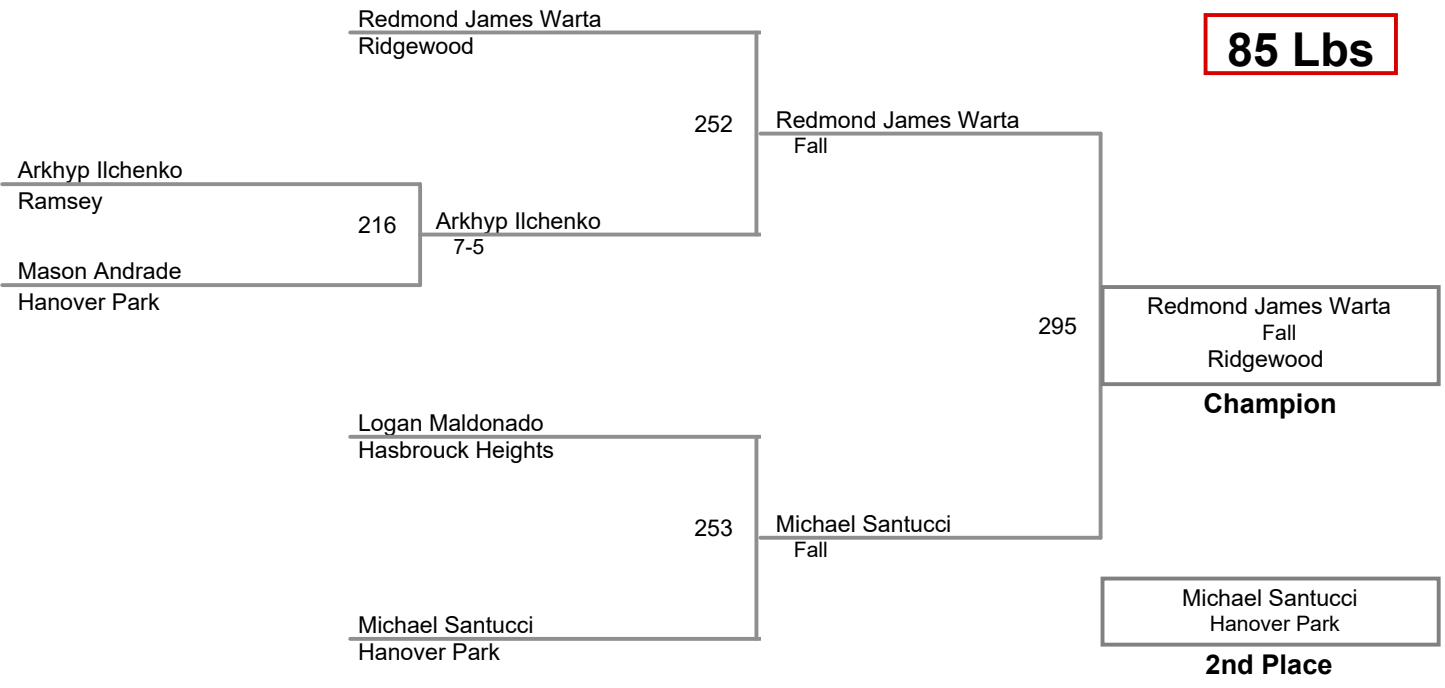 Redmond James Warta
Ridgewood
85 Lbs
252
Redmond James Warta
Fall
Arkhyp Ilchenko
Ramsey
216
Arkhyp Ilchenko
7-5
Mason Andrade
Hanover Park
295
Redmond James Warta
Fall
Ridgewood
Champion
Logan Maldonado
Hasbrouck Heights
253
Michael Santucci
Fall
Michael Santucci
Hanover Park
Michael Santucci
Hanover Park
2nd Place